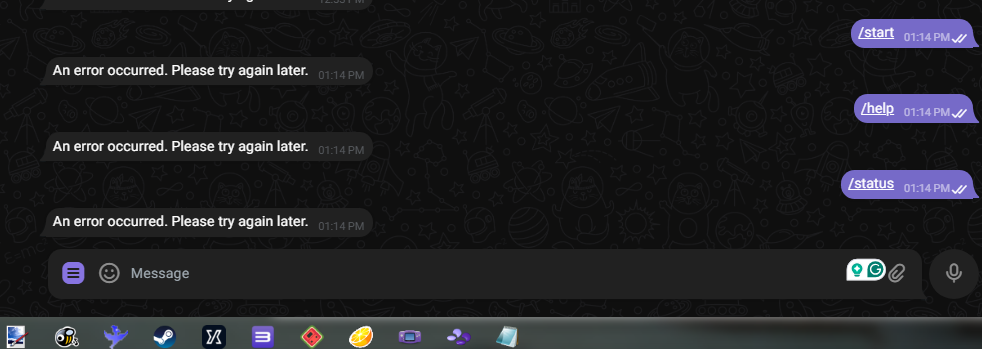 /start 01:14 PM
An error occurred. Please try again later. 01:14 PM
/help 01:14 PM
An error occurred. Please try again later. 01:14 PM
/status 01:14 PM
An error occurred. Please try again later. 01:14 PM
Message